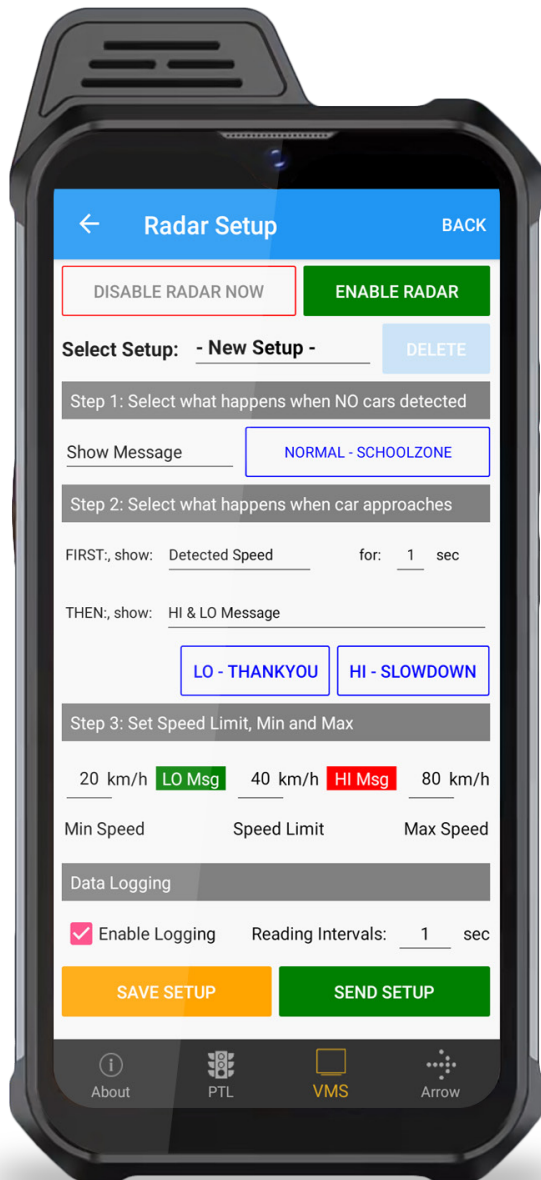 Radar Setup BACK
DISABLE RADAR NOW ENABLE RADAR
Select Setup: - New Setup - DELETE
Step 1: Select what happens when NO cars detected
Show Message NORMAL - SCHOOLZONE
Step 2: Select what happens when car approaches
FIRST:, show: Detected Speed for: 1 sec
THEN:, show: HI & LO Message
LO - THANKYOU HI - SLOWDOWN
Step 3: Set Speed Limit, Min and Max
20 km/h LO Msg 40 km/h HI Msg 80 km/h
Min Speed Speed Limit Max Speed
Data Logging
Enable Logging Reading Intervals: 1 sec
SAVE SETUP SEND SETUP
About PTL VMS Arrow